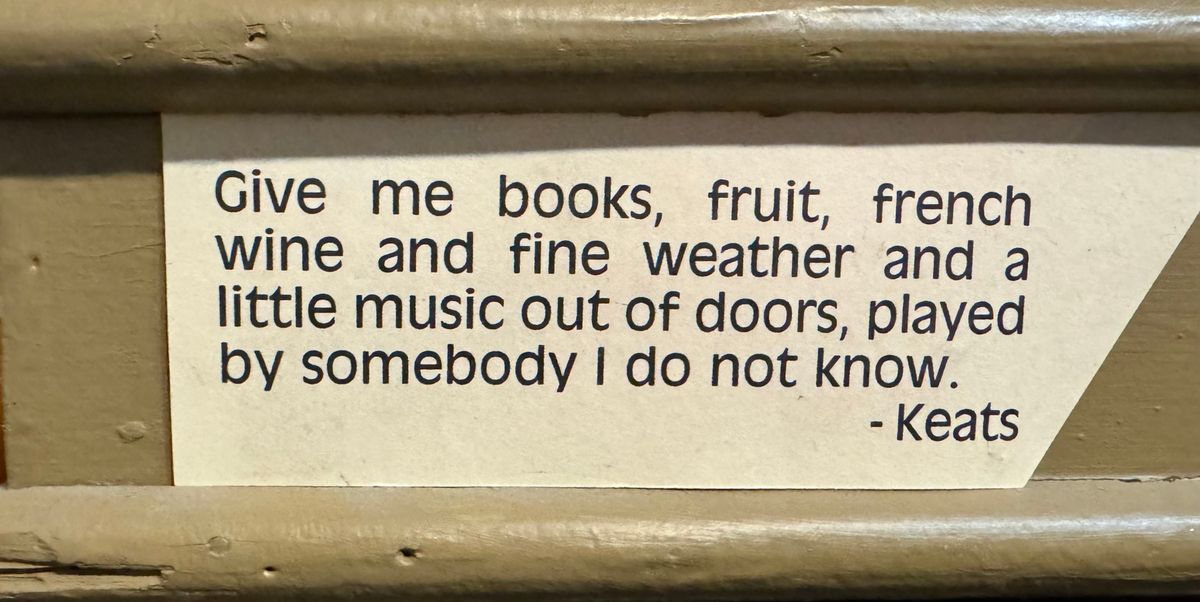 Give me books, fruit, french
wine and fine weather and a
little music out of doors, played
by somebody I do not know.
- Keats